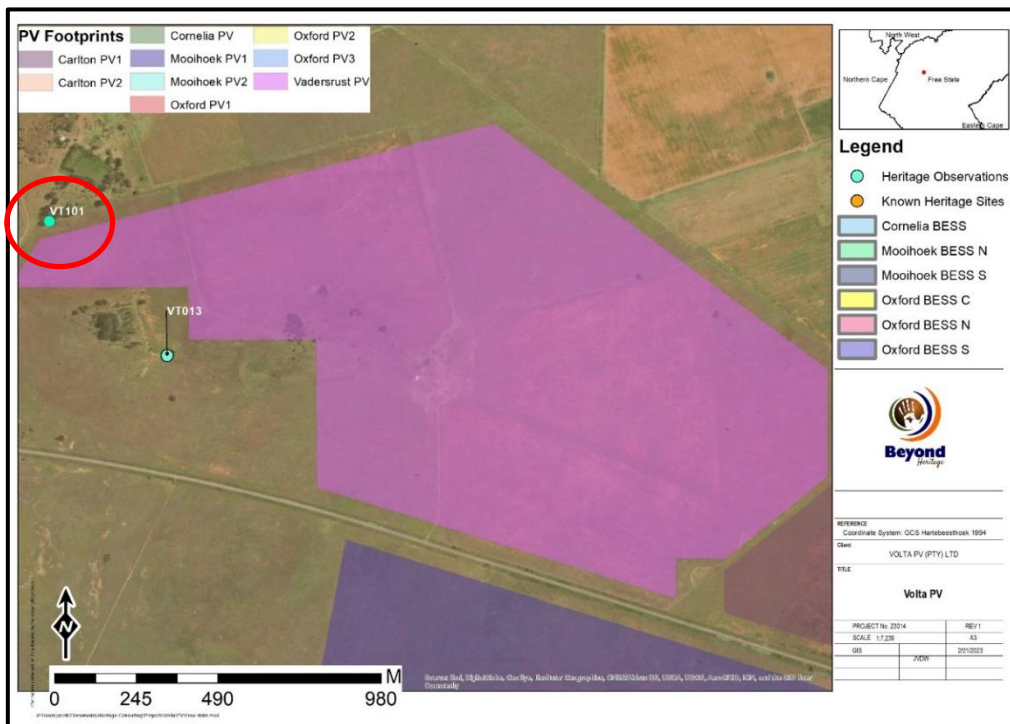 PV Footprints
Carlton PV1
Carlton PV2
Cornelia PV
Mooihoek PV1
Mooihoek PV2
Oxford PV1
Oxford PV2
Oxford PV3
Vadersrust PV
VT101
VT013
N
M
0 245 490 980
North West
Northern Cape
Free State
Eastern Cape
Legend
Heritage Observations
Known Heritage Sites
Cornelia BESS
Mooihoek BESS N
Mooihoek BESS S
Oxford BESS C
Oxford BESS N
Oxford BESS S
Beyond
Heritage
REFERENCE
Coordinate System: GCS Hartebeesthoek 1994
Client
VOLTA PV (PTY) LTD
TITLE
Volta PV
PROJECT No. 23014 REV 1
SCALE 1:7,239 A3
GIS 2/21/2023
JVDW